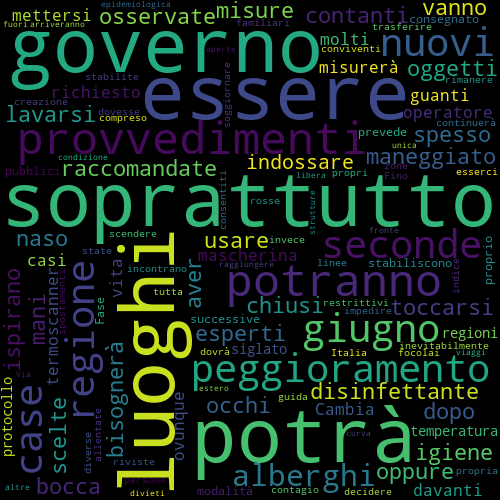 epidemiologica
mettersi osservate misure contanti vanno
fuori arriveranno familiari consegnato
governo molti conviventi trasferire nuovi
aperte rimanere
stabilite misurerà oggetti
creazione richiesto soggiornare essere guanti
dovesse continuerà
lavarsi compreso prevede spesso operatore
provvedimenti unica
condizione indossare maneggiato
pubblici raccomandate libera propri zone Fino esserci
soprattutto
consentiti rosse strutture
naso scendere usare invece fronte seconde
casi state vita incontrano mascherina linee stabiliscono proprio
ispirano mani termoscanner spostamenti regione Fase luoghi tutta aver raggiungere potranno indice
restrittivi
successive chiusi impedire toccarsi
Via bisognerà dovrà esperti siglato giugno regioni
inevitabilmente
Italia focolai viaggi
protocollo case scelte estero peggioramento
guida disinfettante
diverse allentate ovunque occhi Cambia dopo
riviste potrà temperatura
persone curva igiene
alberghi oppure propria
altre bocca divieti modalità contagio decidere davanti